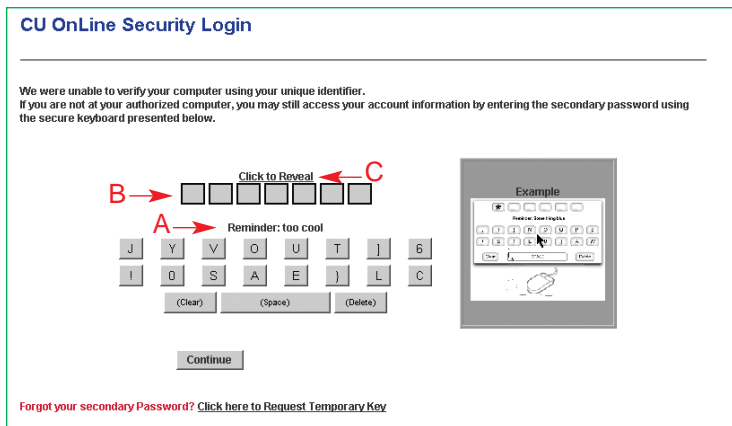 CU OnLine Security Login
We were unable to verify your computer using your unique identifier.
If you are not at your authorized computer, you may still access your account information by entering the secondary password using
the secure keyboard presented below.
Click to Reveal
C
B
A
Reminder: too cool
J Y V O U T ] 6
! 0 S A E } L C
(Clear) (Space) (Delete)
Example
Continue
Forgot your secondary Password? Click here to Request Temporary Key